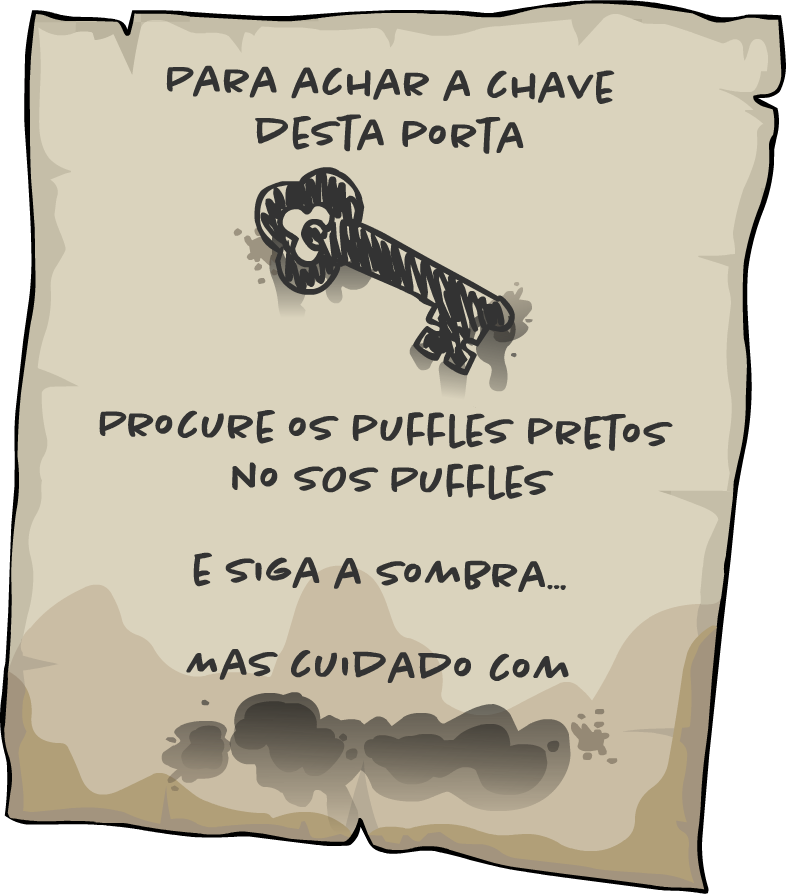 PARA ACHAR A CHAVE
DESTA PORTA
PROCURE OS PUFFLES PRETOS
NO SOS PUFFLES
E SIGA A SOMBRA...
MAS CUIDADO COM